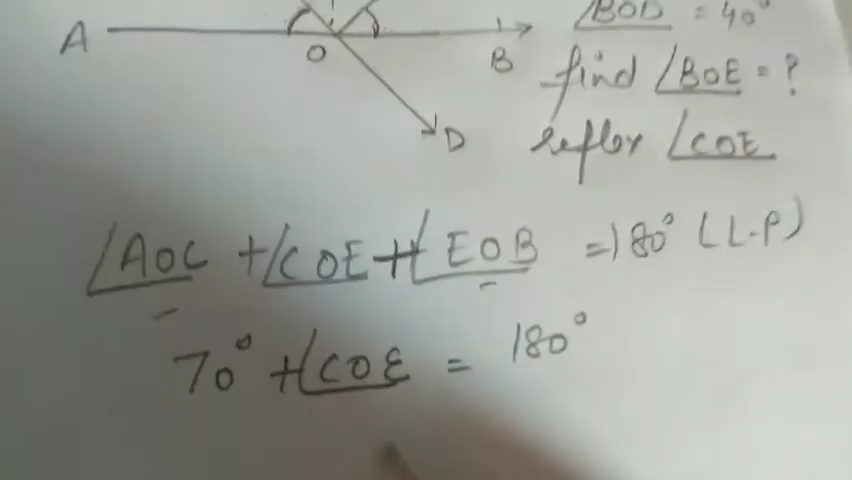 ∠BOD = 40°
A O B
find ∠BOE = ?
D
reflex ∠COE
∠AOC + ∠COE + ∠EOB = 180° (L.P)
70° + ∠COE = 180°